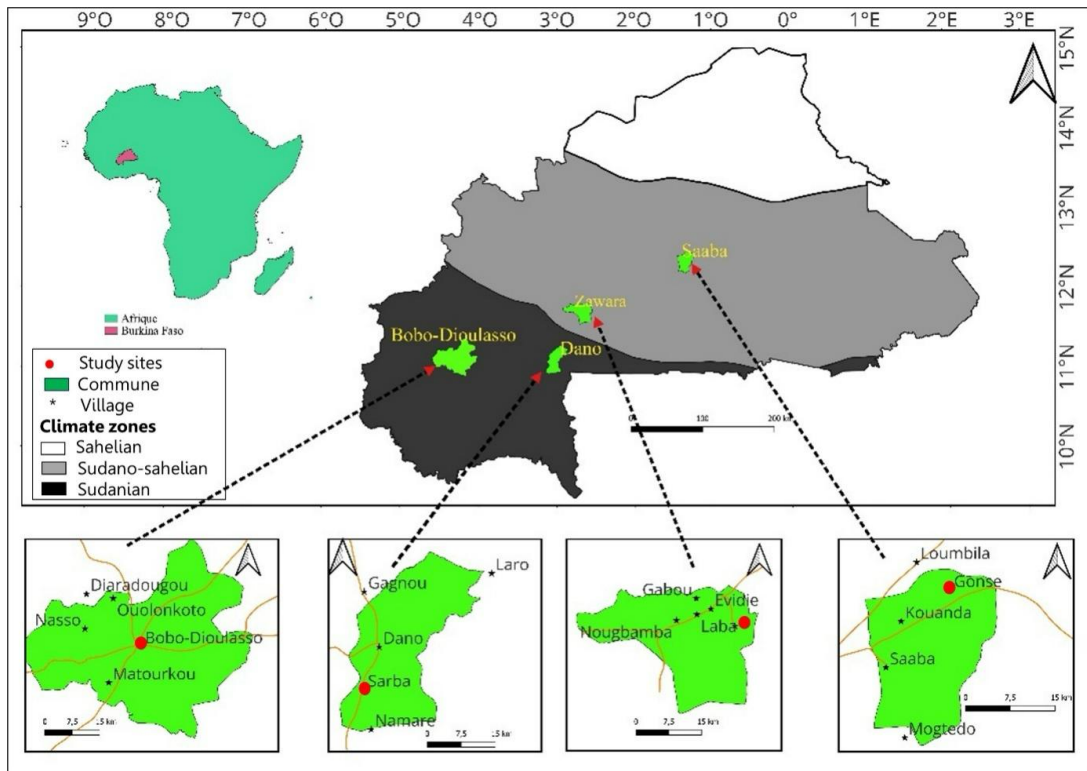 9°O 8°O 7°O 6°O 5°O 4°O 3°O 2°O 1°O 0° 1°E 2°E 3°E
15°N
14°N
13°N
12°N
11°N
10°N
Saaba
Zawara
Bobo-Dioulasso
Dano
Afrique
Burkina Faso
0 100 200 km
Study sites
Commune
Village
Climate zones
Sahelian
Sudano-sahelian
Sudanian
Diaradougou
Ouolonkoto
Nasso
Bobo-Dioulasso
Matourkou
0 7,5 15 km
Laro
Gagnou
Dano
Sarba
Namare
0 7,5 15 km
Gabou
Evidie
Nougbamba
Laba
0 7,5 15 km
Loumbila
Gonse
Kouanda
Saaba
0 7,5 15 km
Mogtedo